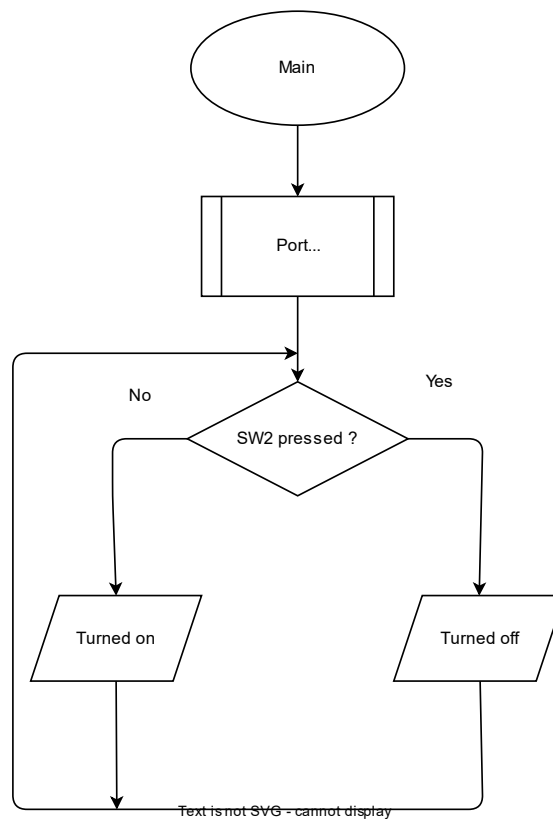 Main
Port...
No
Yes
SW2 pressed ?
Turned on
Turned off
Text is not SVG - cannot display